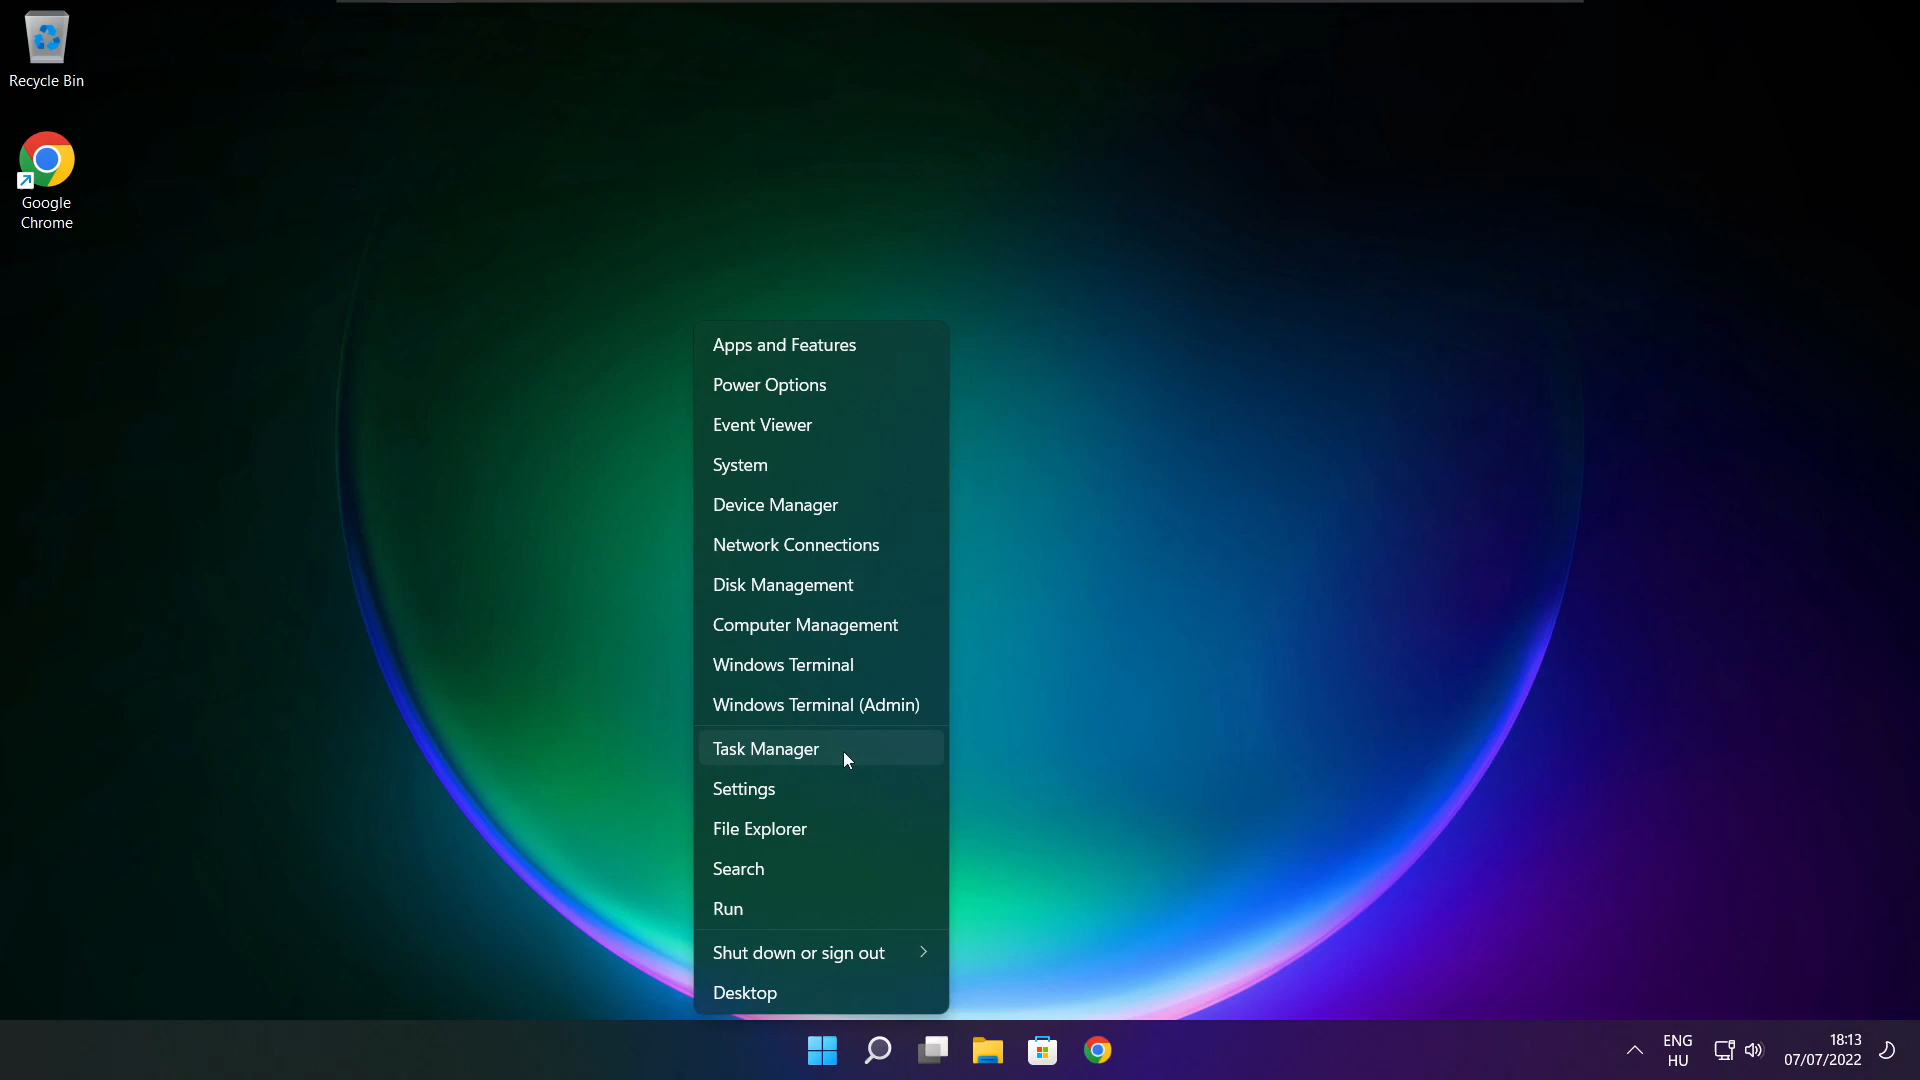 Recycle Bin
Google
Chrome
Apps and Features
Power Options
Event Viewer
System
Device Manager
Network Connections
Disk Management
Computer Management
Windows Terminal
Windows Terminal (Admin)
Task Manager
Settings
File Explorer
Search
Run
Shut down or sign out
Desktop
ENG
HU
18:13
07/07/2022